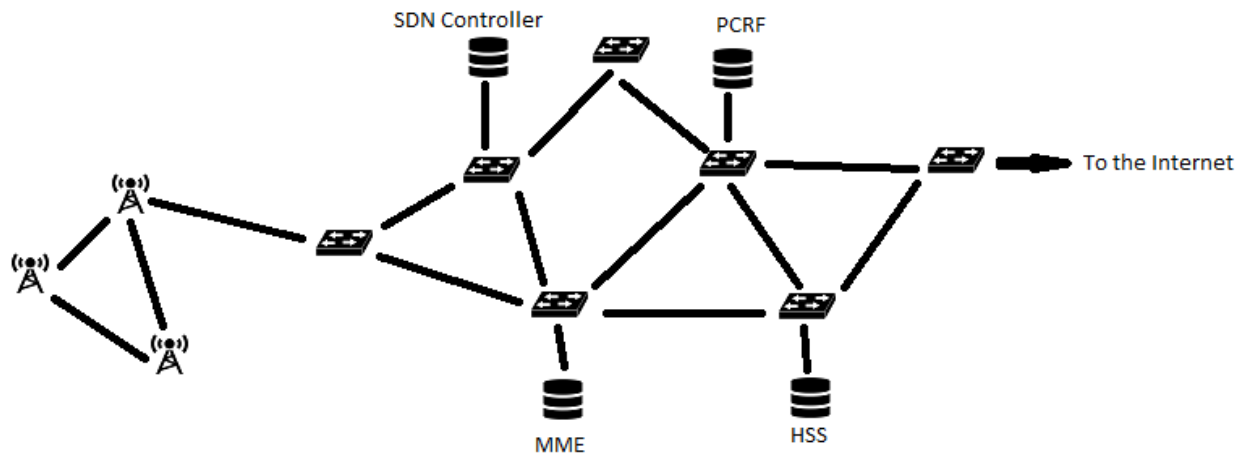 SDN Controller
PCRF
To the Internet
MME
HSS